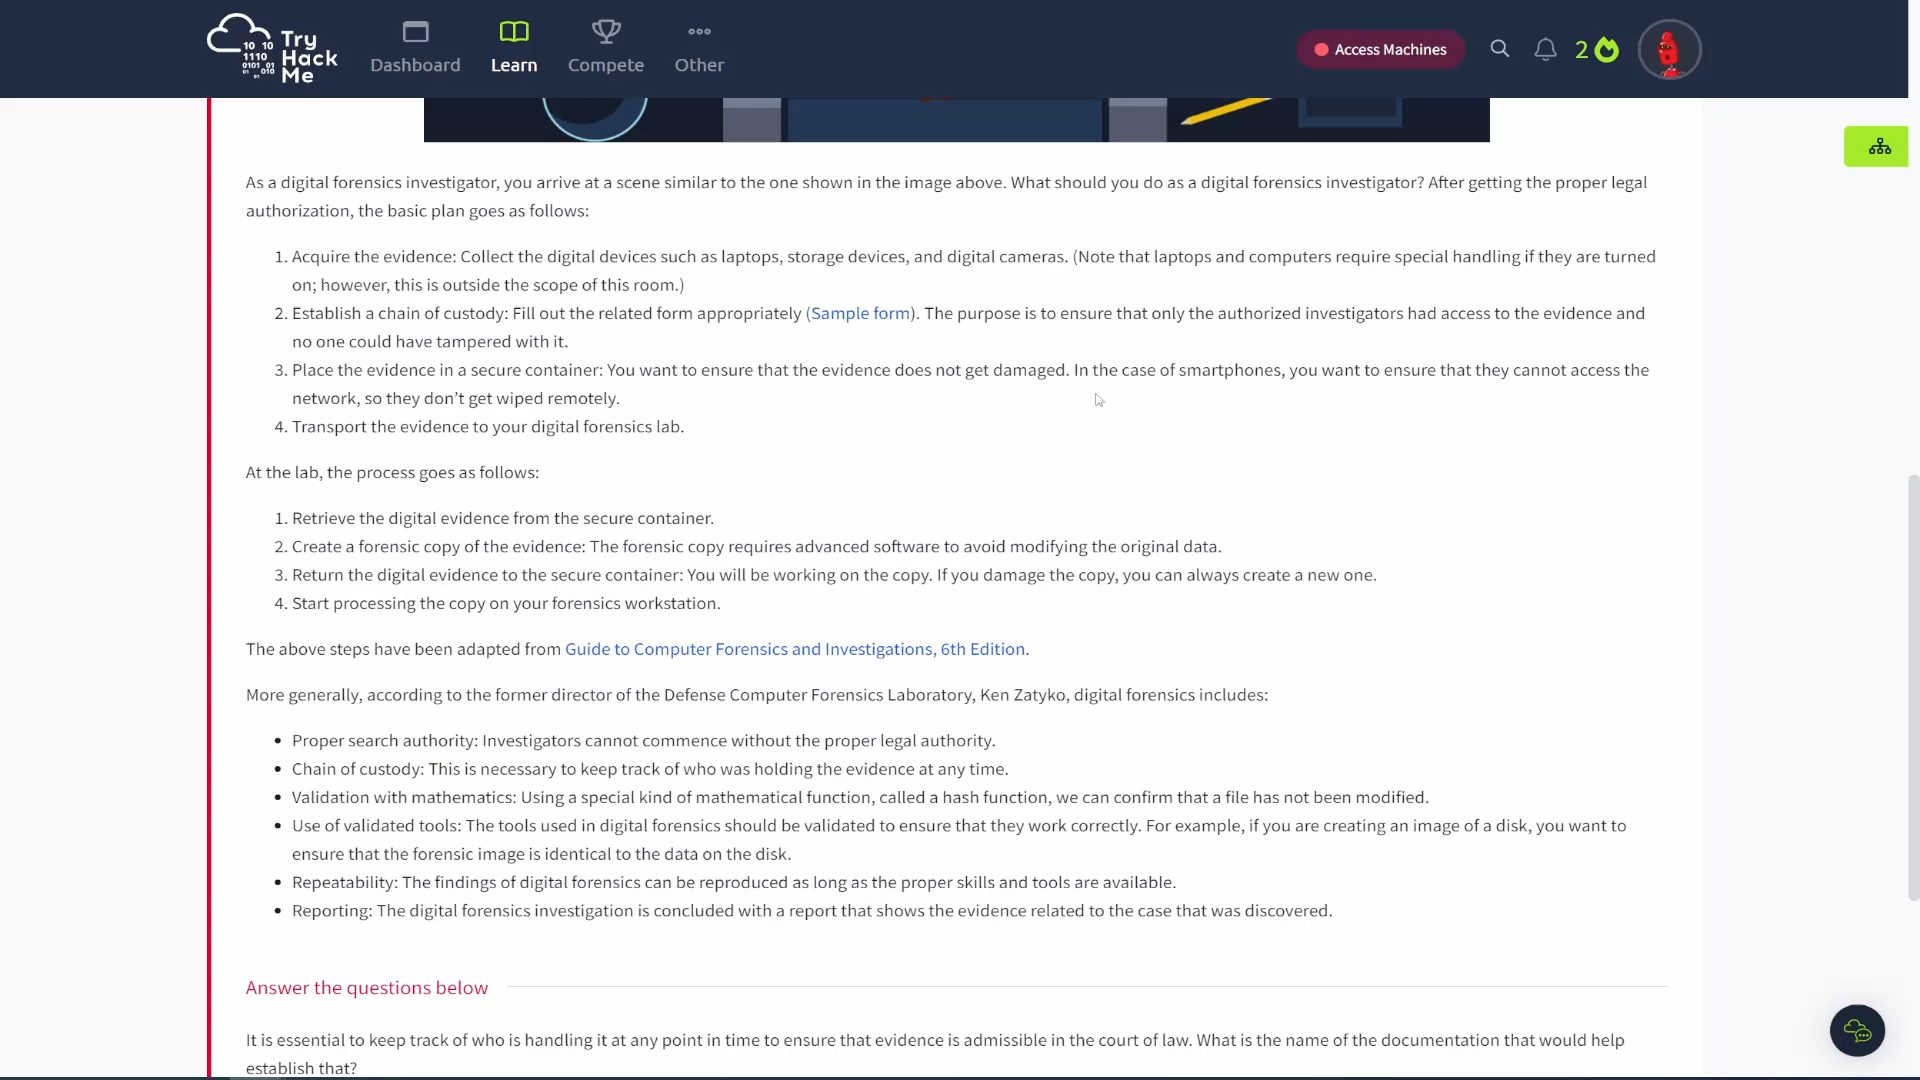 10 10
1110
0101 01
01 010
Try
Hack
Me
Dashboard
Learn
Compete
Other
Access Machines
2
As a digital forensics investigator, you arrive at a scene similar to the one shown in the image above. What should you do as a digital forensics investigator? After getting the proper legal
authorization, the basic plan goes as follows:
1. Acquire the evidence: Collect the digital devices such as laptops, storage devices, and digital cameras. (Note that laptops and computers require special handling if they are turned
on; however, this is outside the scope of this room.)
2. Establish a chain of custody: Fill out the related form appropriately (Sample form). The purpose is to ensure that only the authorized investigators had access to the evidence and
no one could have tampered with it.
3. Place the evidence in a secure container: You want to ensure that the evidence does not get damaged. In the case of smartphones, you want to ensure that they cannot access the
network, so they don’t get wiped remotely.
4. Transport the evidence to your digital forensics lab.
At the lab, the process goes as follows:
1. Retrieve the digital evidence from the secure container.
2. Create a forensic copy of the evidence: The forensic copy requires advanced software to avoid modifying the original data.
3. Return the digital evidence to the secure container: You will be working on the copy. If you damage the copy, you can always create a new one.
4. Start processing the copy on your forensics workstation.
The above steps have been adapted from Guide to Computer Forensics and Investigations, 6th Edition.
More generally, according to the former director of the Defense Computer Forensics Laboratory, Ken Zatyko, digital forensics includes:
• Proper search authority: Investigators cannot commence without the proper legal authority.
• Chain of custody: This is necessary to keep track of who was holding the evidence at any time.
• Validation with mathematics: Using a special kind of mathematical function, called a hash function, we can confirm that a file has not been modified.
• Use of validated tools: The tools used in digital forensics should be validated to ensure that they work correctly. For example, if you are creating an image of a disk, you want to
ensure that the forensic image is identical to the data on the disk.
• Repeatability: The findings of digital forensics can be reproduced as long as the proper skills and tools are available.
• Reporting: The digital forensics investigation is concluded with a report that shows the evidence related to the case that was discovered.
Answer the questions below
It is essential to keep track of who is handling it at any point in time to ensure that evidence is admissible in the court of law. What is the name of the documentation that would help
establish that?